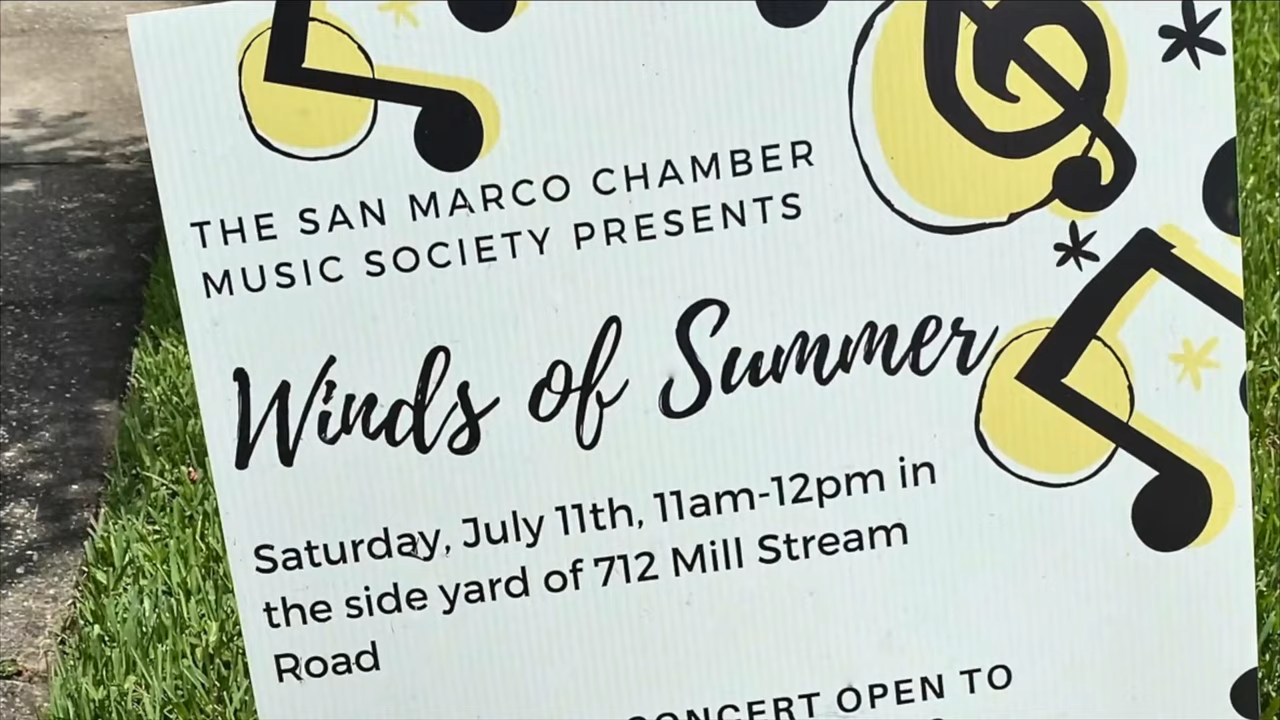 THE SAN MARCO CHAMBER
MUSIC SOCIETY PRESENTS
Winds of Summer
Saturday, July 11th, 11am-12pm in
the side yard of 712 Mill Stream
Road
CONCERT OPEN TO